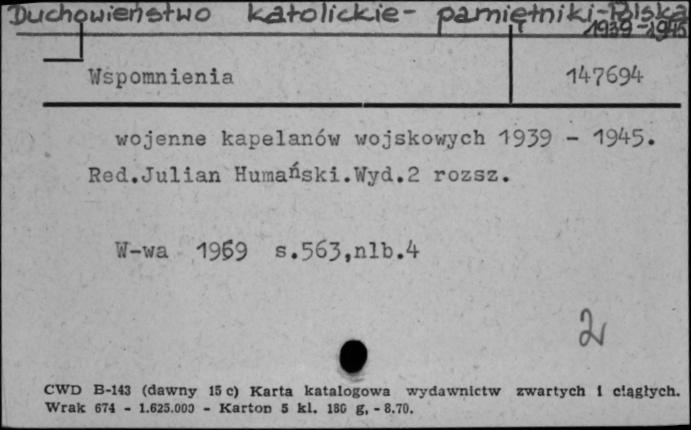 Duchowieństwo katolickie - pamiętniki - Polska
1939-1945
Wspomnienia 147694
wojenne kapelanów wojskowych 1939 - 1945.
Red.Julian Humański.Wyd.2 rozsz.
W-wa 1969 s.563,nlb.4
2
CWD B-143 (dawny 15 c) Karta katalogowa wydawnictw zwartych i ciągłych.
Wrak 674 - 1.625.000 - Karton 5 kl. 180 g, - 8.70.